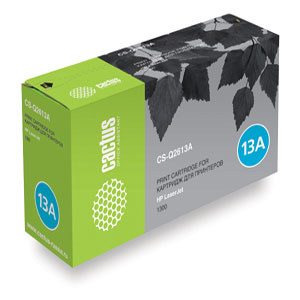 CS-Q2613A
cactus
CS-Q2613A
13A
PRINT CARTRIDGE FOR
КАРТРИДЖ ДЛЯ ПРИНТЕРОВ
HP LaserJet
1300
13A